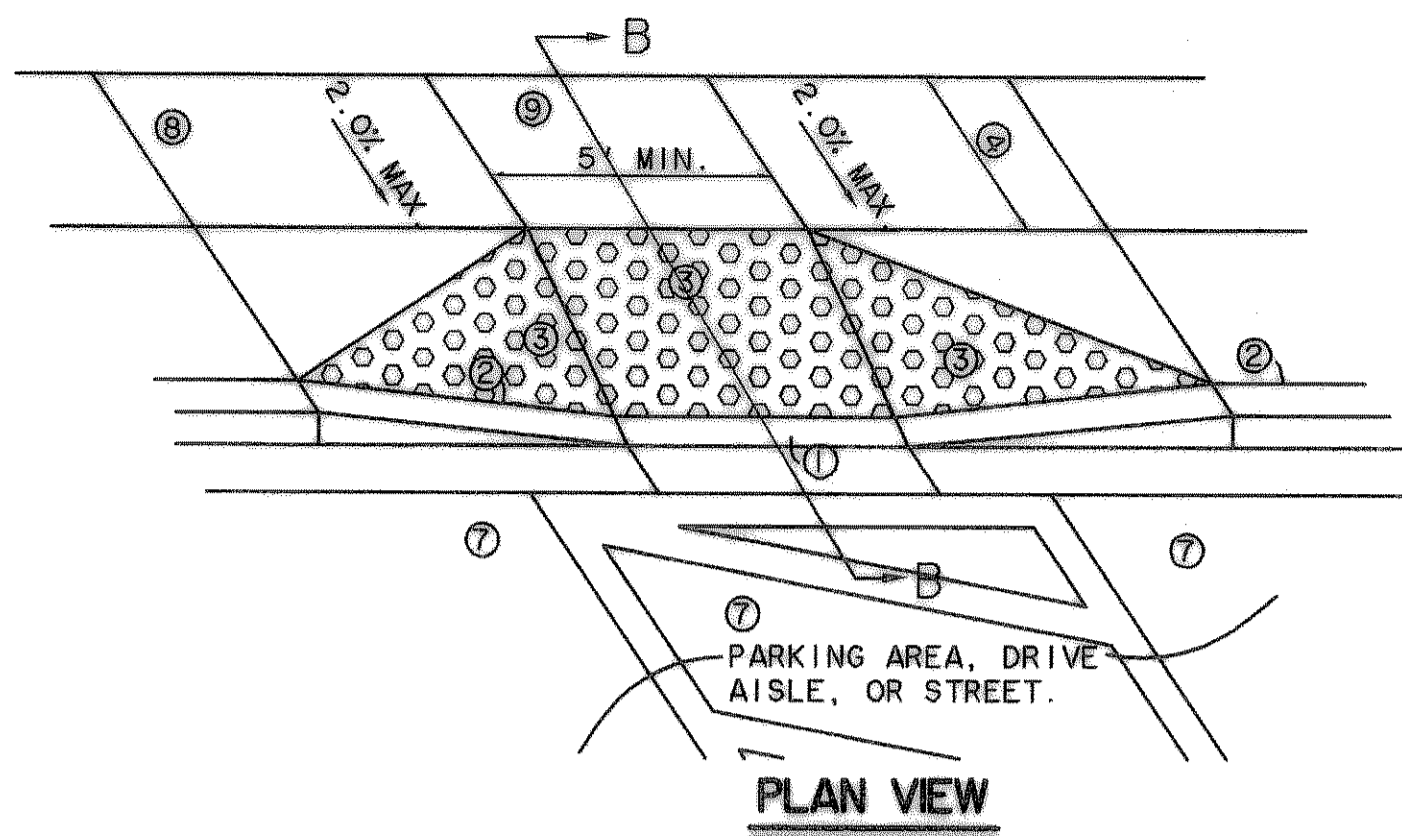 B
⑧
2.0% MAX
⑨
5' MIN.
2.0% MAX
④
③
③
②
③
②
①
⑦
⑦
B
⑦
PARKING AREA, DRIVE
AISLE, OR STREET.
PLAN VIEW